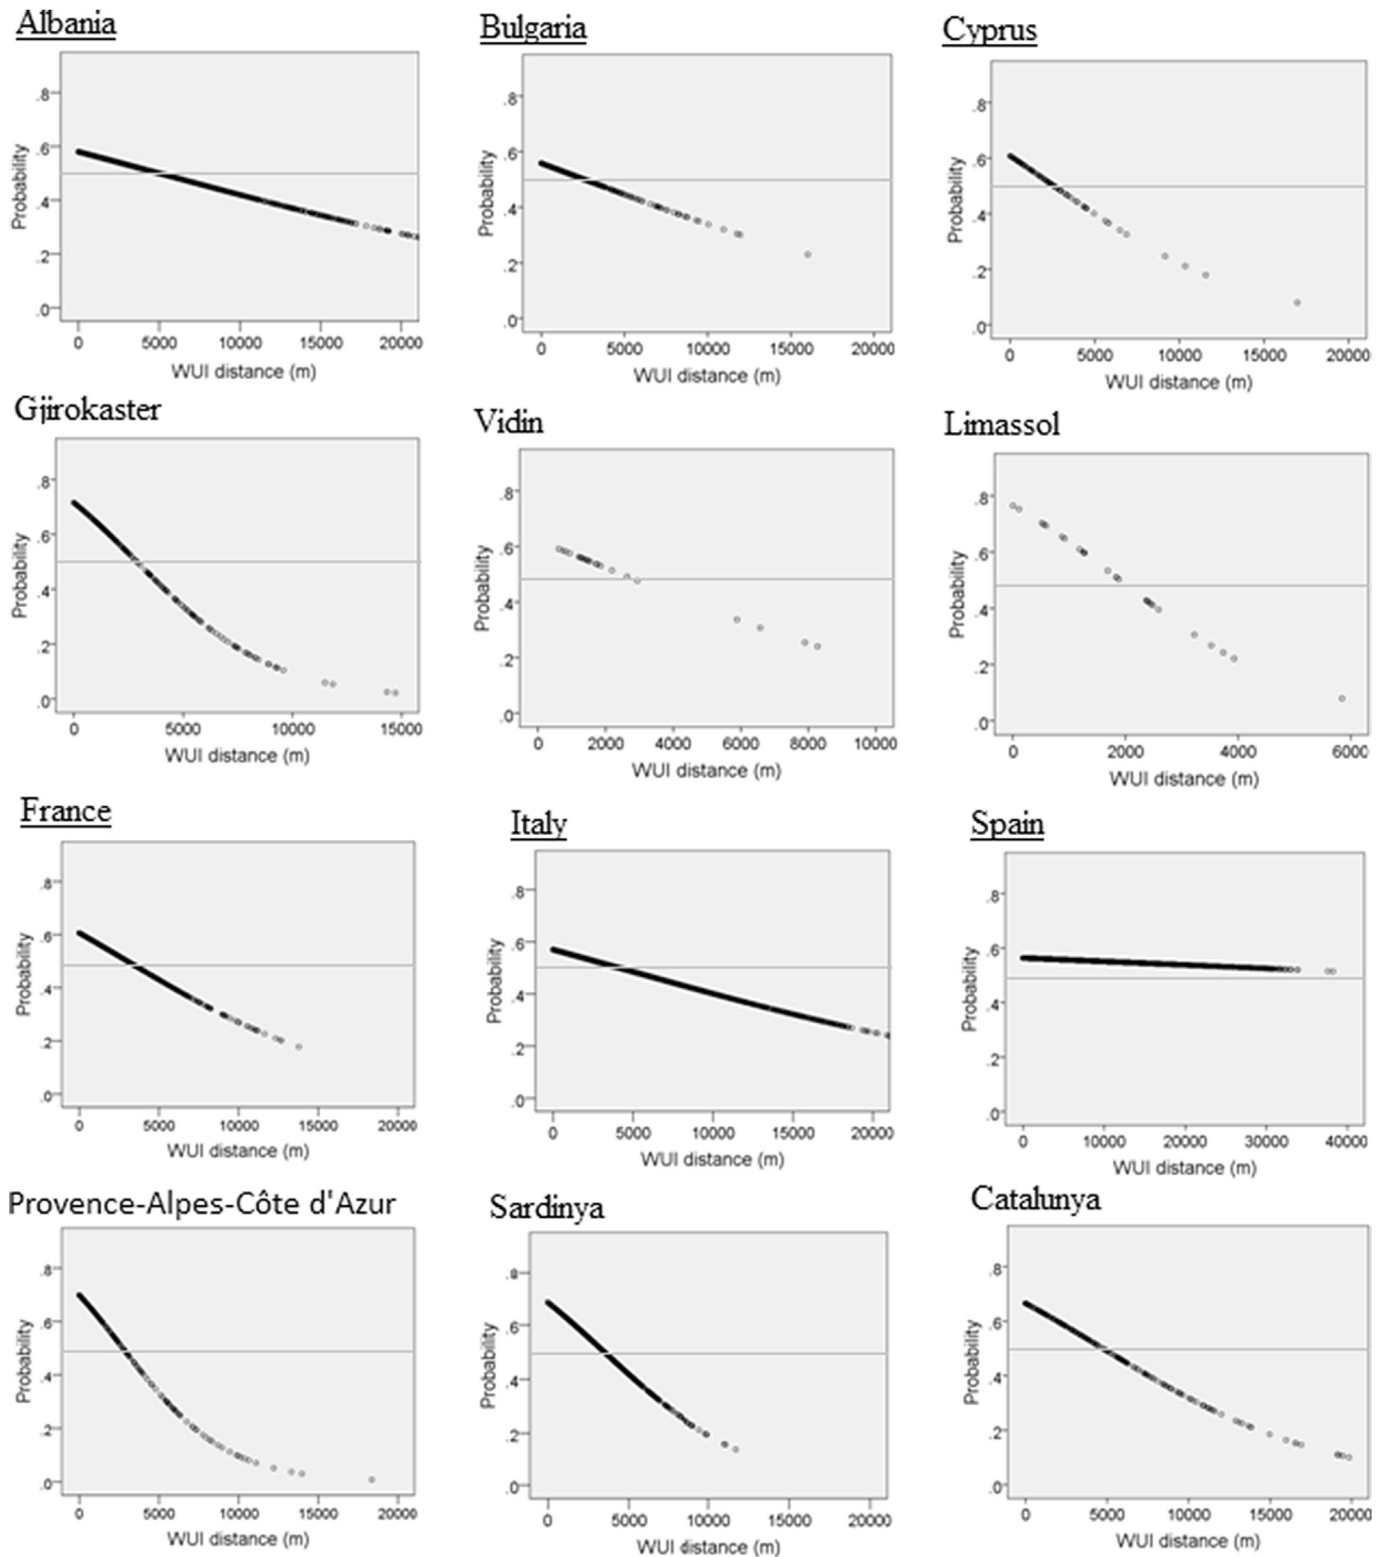 Albania
Bulgaria
Cyprus
.8
.6
.4
.2
.0
Probability
0 5000 10000 15000 20000
WUI distance (m)
.8
.6
.4
.2
.0
Probability
0 5000 10000 15000 20000
WUI distance (m)
.8
.6
.4
.2
.0
Probability
0 5000 10000 15000 20000
WUI distance (m)
Gjirokaster
Vidin
Limassol
.8
.6
.4
.2
.0
Probability
0 5000 10000 15000
WUI distance (m)
.8
.6
.4
.2
.0
Probability
0 2000 4000 6000 8000 10000
WUI distance (m)
.8
.6
.4
.2
.0
Probability
0 2000 4000 6000
WUI distance (m)
France
Italy
Spain
.8
.6
.4
.2
.0
Probability
0 5000 10000 15000 20000
WUI distance (m)
.8
.6
.4
.2
.0
Probability
0 5000 10000 15000 20000
WUI distance (m)
.8
.6
.4
.2
.0
Probability
0 10000 20000 30000 40000
WUI distance (m)
Provence-Alpes-Côte d'Azur
Sardinya
Catalunya
.8
.6
.4
.2
.0
Probability
0 5000 10000 15000 20000
WUI distance (m)
.8
.6
.4
.2
.0
Probability
0 5000 10000 15000 20000
WUI distance (m)
.8
.6
.4
.2
.0
Probability
0 5000 10000 15000 20000
WUI distance (m)